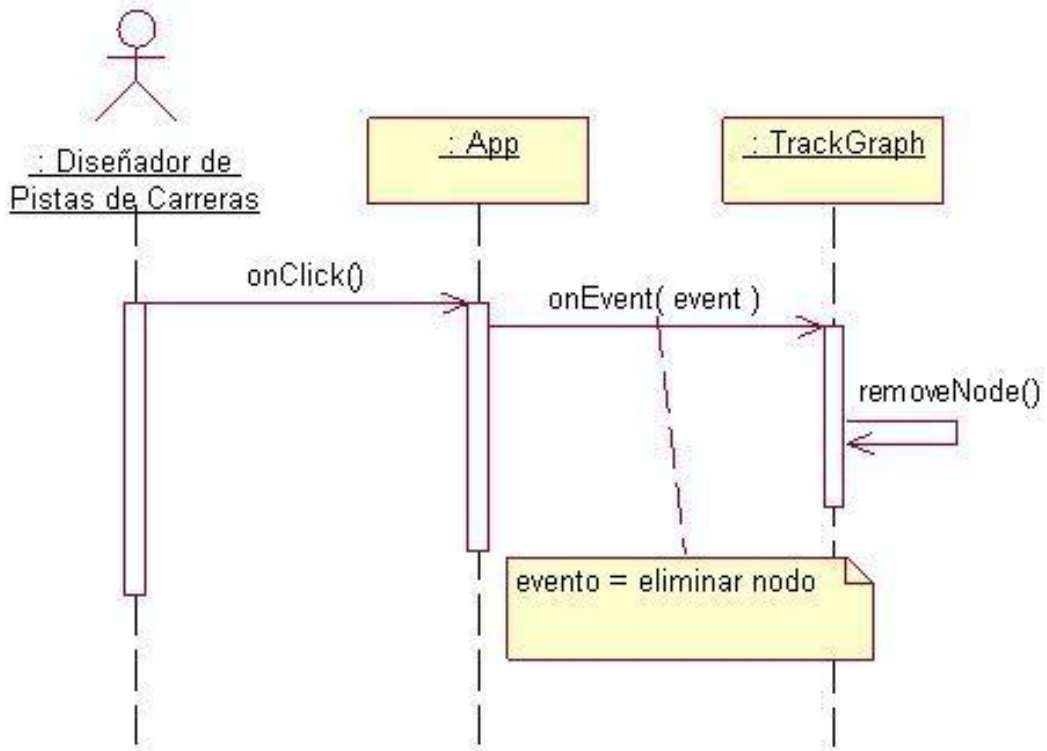 : Diseñador de
Pistas de Carreras
: App
: TrackGraph
onClick()
onEvent( event )
removeNode()
evento = eliminar nodo